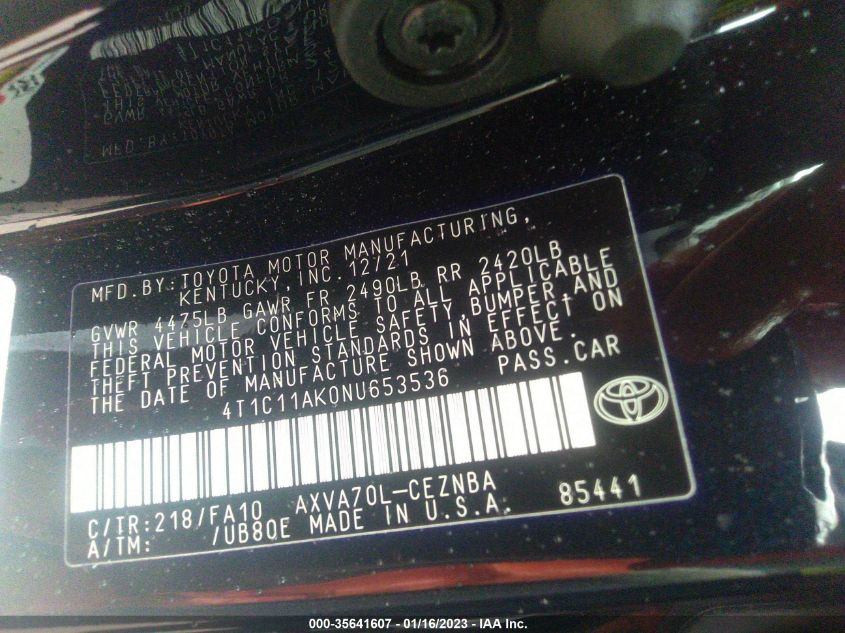 MFD.BY:TOYOTA MOTOR MANUFACTURING,
KENTUCKY,INC.12/21
GVWR 4475LB GAWR FR 2490LB RR 2420LB
THIS VEHICLE CONFORMS TO ALL APPLICABLE
FEDERAL MOTOR VEHICLE SAFETY,BUMPER AND
THEFT PREVENTION STANDARDS IN EFFECT ON
THE DATE OF MANUFACTURE SHOWN ABOVE.
4T1C11AK0NU653536 PASS.CAR
C/TR:218/FA10 AXVA70L-CEZNBA 85441
A/TM: /UB80E MADE IN U.S.A.
000-35641607 - 01/16/2023 - IAA Inc.